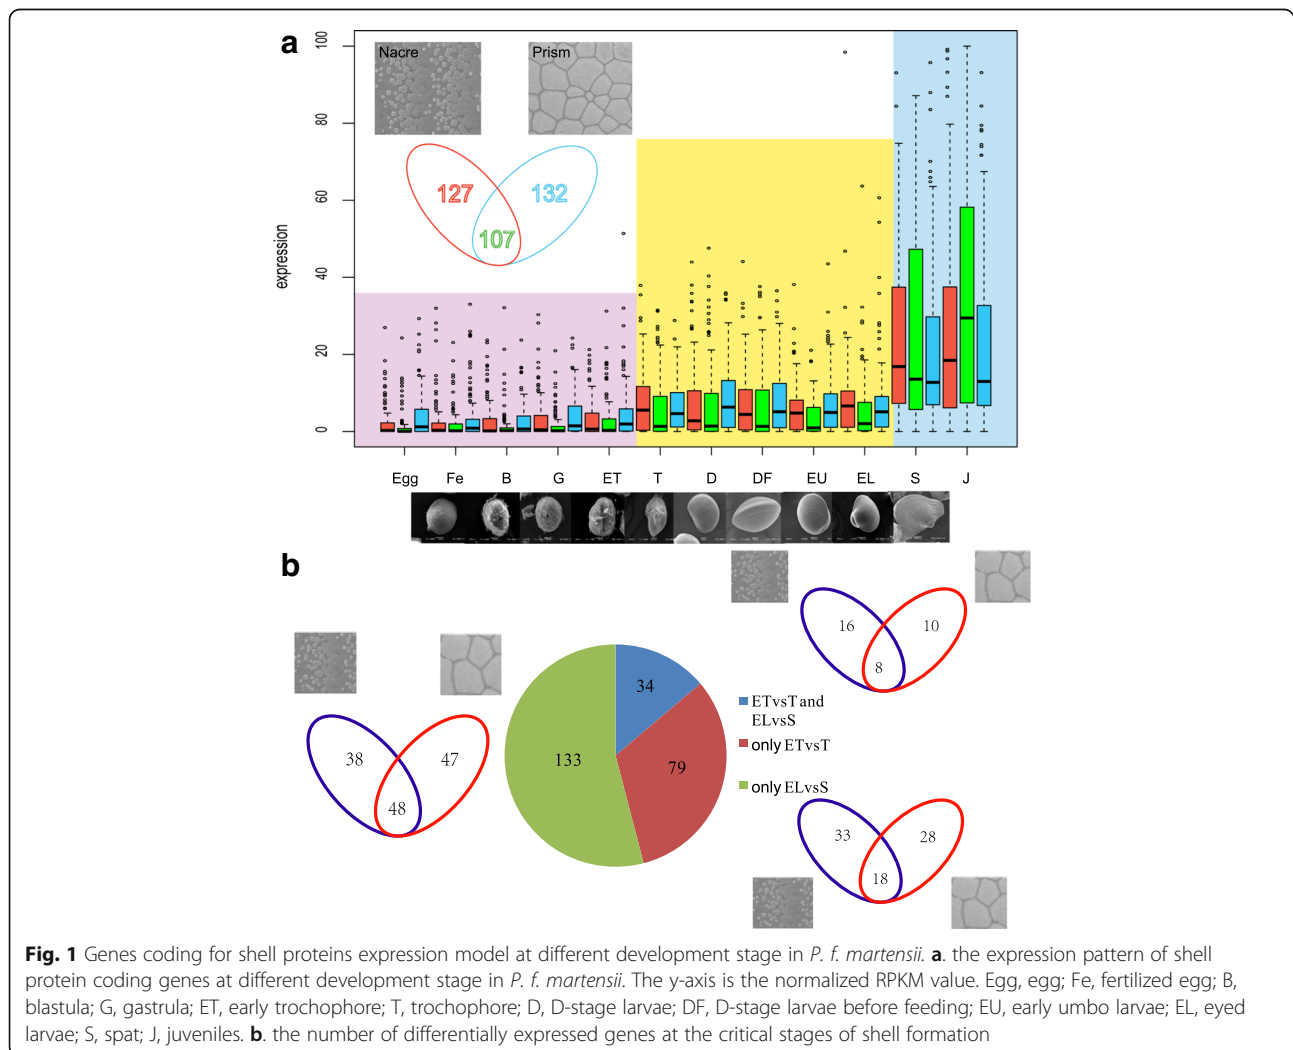 a
Nacre
Prism
127
132
107
expression
100
80
60
40
20
0
Egg Fe B G ET T D DF EU EL S J
b
38
47
48
34
133
79
ETvsT and
ELvsS
only ETvsT
only ELvsS
16
10
8
33
28
18
Fig. 1 Genes coding for shell proteins expression model at different development stage in P. f. martensii. a. the expression pattern of shell
protein coding genes at different development stage in P. f. martensii. The y-axis is the normalized RPKM value. Egg, egg; Fe, fertilized egg; B,
blastula; G, gastrula; ET, early trochophore; T, trochophore; D, D-stage larvae; DF, D-stage larvae before feeding; EU, early umbo larvae; EL, eyed
larvae; S, spat; J, juveniles. b. the number of differentially expressed genes at the critical stages of shell formation